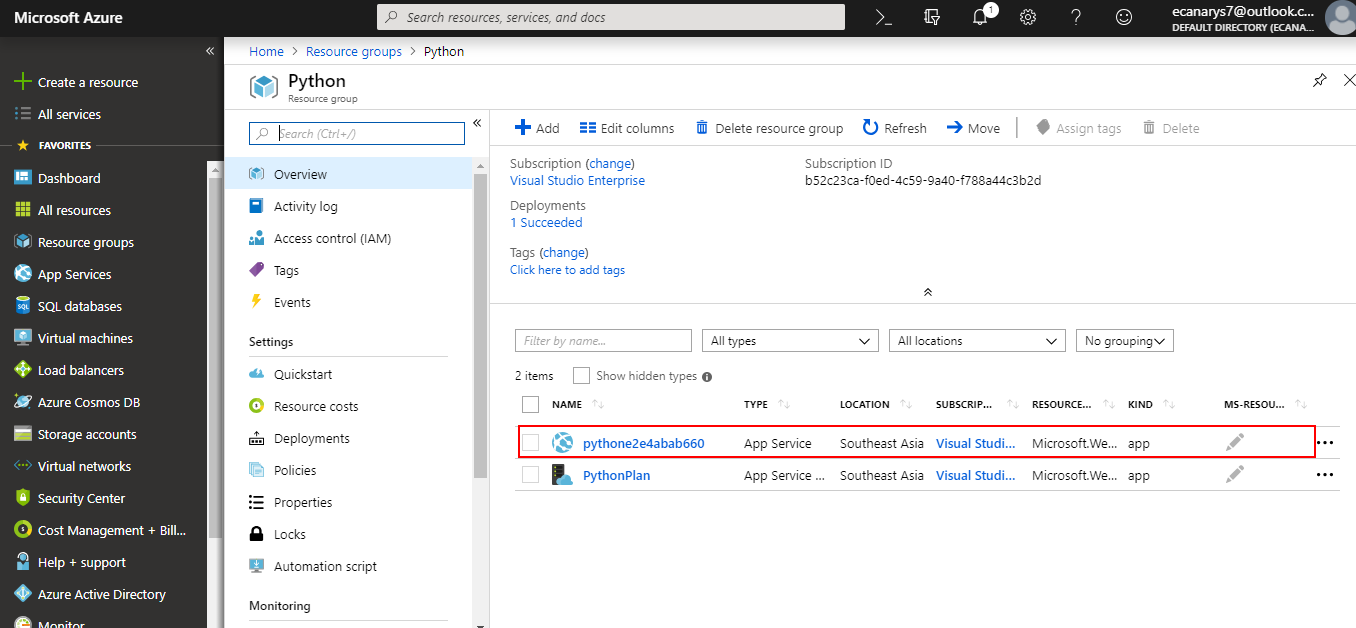 Microsoft Azure
Search resources, services, and docs
1
ecanarys7@outlook.c...
DEFAULT DIRECTORY (ECANA...
Create a resource
All services
FAVORITES
Dashboard
All resources
Resource groups
App Services
SQL databases
Virtual machines
Load balancers
Azure Cosmos DB
Storage accounts
Virtual networks
Security Center
Cost Management + Bill...
Help + support
Azure Active Directory
Monitor
Home > Resource groups > Python
Python
Resource group
Search (Ctrl+/)
Overview
Activity log
Access control (IAM)
Tags
Events
Settings
Quickstart
Resource costs
Deployments
Policies
Properties
Locks
Automation script
Monitoring
Add Edit columns Delete resource group Refresh Move Assign tags Delete
Subscription (change)
Visual Studio Enterprise
Subscription ID
b52c23ca-f0ed-4c59-9a40-f788a44c3b2d
Deployments
1 Succeeded
Tags (change)
Click here to add tags
Filter by name... All types All locations No grouping
2 items Show hidden types
NAME TYPE LOCATION SUBSCRIP... RESOURCE... KIND MS-RESOU...
pythone2e4abab660 App Service Southeast Asia Visual Studi... Microsoft.We... app
PythonPlan App Service ... Southeast Asia Visual Studi... Microsoft.We... app